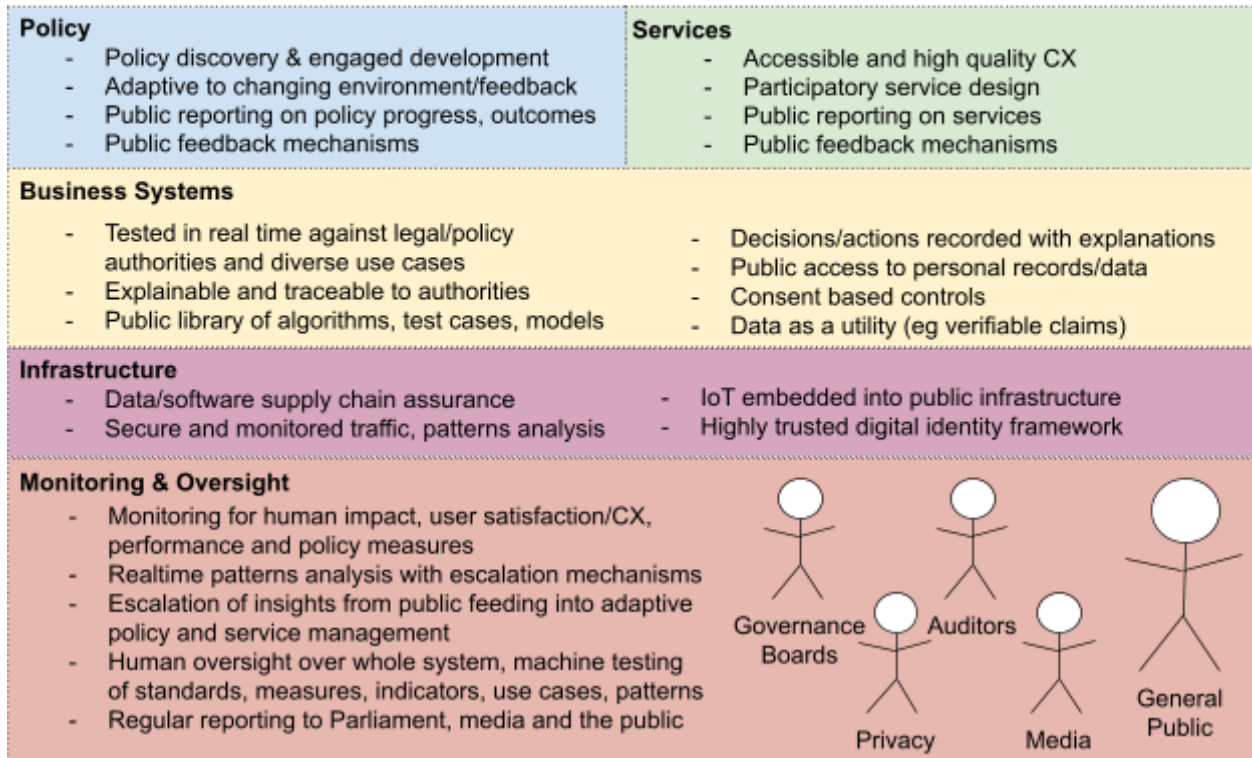 Policy
- Policy discovery & engaged development
- Adaptive to changing environment/feedback
- Public reporting on policy progress, outcomes
- Public feedback mechanisms
Services
- Accessible and high quality CX
- Participatory service design
- Public reporting on services
- Public feedback mechanisms
Business Systems
- Tested in real time against legal/policy
authorities and diverse use cases
- Explainable and traceable to authorities
- Public library of algorithms, test cases, models
- Decisions/actions recorded with explanations
- Public access to personal records/data
- Consent based controls
- Data as a utility (eg verifiable claims)
Infrastructure
- Data/software supply chain assurance
- Secure and monitored traffic, patterns analysis
- IoT embedded into public infrastructure
- Highly trusted digital identity framework
Monitoring & Oversight
- Monitoring for human impact, user satisfaction/CX,
performance and policy measures
- Realtime patterns analysis with escalation mechanisms
- Escalation of insights from public feeding into adaptive
policy and service management
- Human oversight over whole system, machine testing
of standards, measures, indicators, use cases, patterns
- Regular reporting to Parliament, media and the public
Governance
Boards
Auditors
Privacy
Media
General
Public